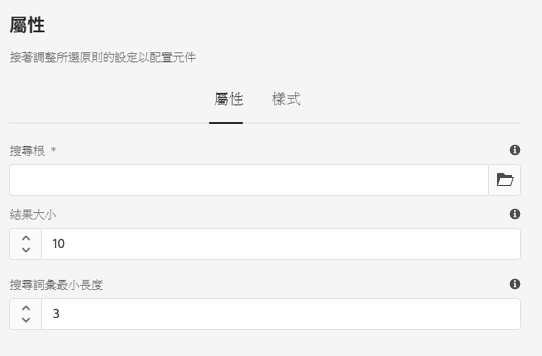 屬性
接著調整所選原則的設定以配置元件
屬性 樣式
搜尋根 *
結果大小
10
搜尋詞彙最小長度
3